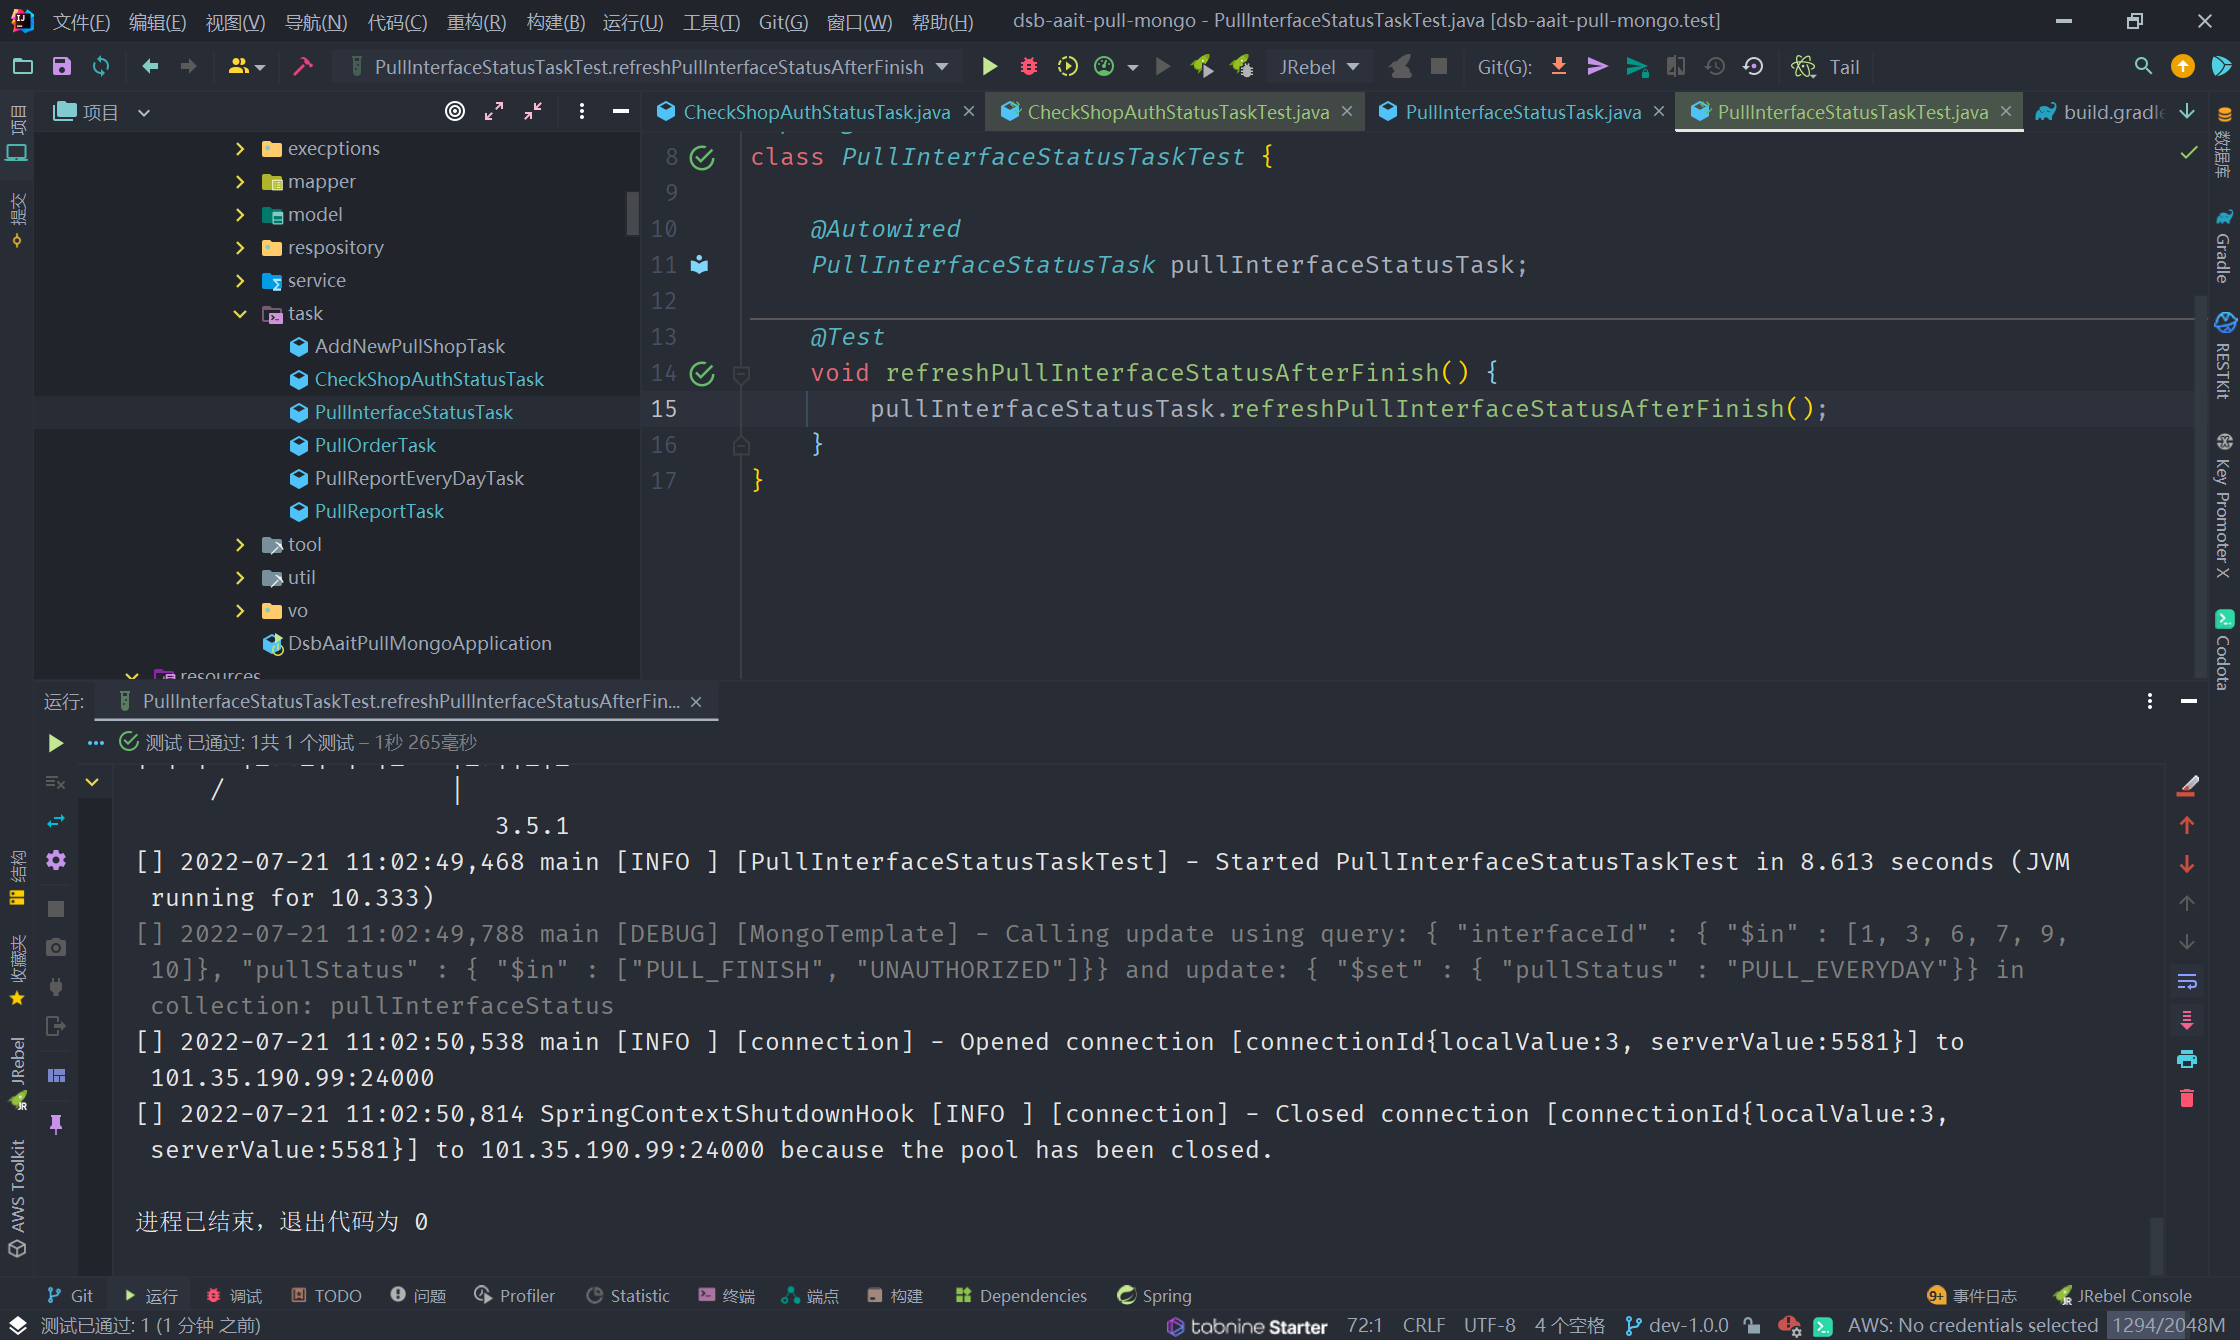 文件(F) 编辑(E) 视图(V) 导航(N) 代码(C) 重构(R) 构建(B) 运行(U) 工具(T) Git(G) 窗口(W) 帮助(H) dsb-aait-pull-mongo - PullInterfaceStatusTaskTest.java [dsb-aait-pull-mongo.test]
PullInterfaceStatusTaskTest.refreshPullInterfaceStatusAfterFinish JRebel Git(G): Tail
项目 CheckShopAuthStatusTask.java CheckShopAuthStatusTaskTest.java PullInterfaceStatusTask.java PullInterfaceStatusTaskTest.java build.gradle
项目
提交
结构
收藏夹
JRebel
AWS Toolkit
execptions
mapper
model
respository
service
task
AddNewPullShopTask
CheckShopAuthStatusTask
PullInterfaceStatusTask
PullOrderTask
PullReportEveryDayTask
PullReportTask
tool
util
vo
DsbAaitPullMongoApplication
resources
8 class PullInterfaceStatusTaskTest {
9
10 @Autowired
11 PullInterfaceStatusTask pullInterfaceStatusTask;
12
13 @Test
14 void refreshPullInterfaceStatusAfterFinish() {
15 pullInterfaceStatusTask.refreshPullInterfaceStatusAfterFinish();
16 }
17 }
数据库
Gradle
RESTKit
Key Promoter X
Codota
运行: PullInterfaceStatusTaskTest.refreshPullInterfaceStatusAfterFin...
测试 已通过: 1共 1 个测试 – 1秒 265毫秒
/ |
3.5.1
[] 2022-07-21 11:02:49,468 main [INFO ] [PullInterfaceStatusTaskTest] - Started PullInterfaceStatusTaskTest in 8.613 seconds (JVM
running for 10.333)
[] 2022-07-21 11:02:49,788 main [DEBUG] [MongoTemplate] - Calling update using query: { "interfaceId" : { "$in" : [1, 3, 6, 7, 9,
10]}, "pullStatus" : { "$in" : ["PULL_FINISH", "UNAUTHORIZED"]}} and update: { "$set" : { "pullStatus" : "PULL_EVERYDAY"}} in
collection: pullInterfaceStatus
[] 2022-07-21 11:02:50,538 main [INFO ] [connection] - Opened connection [connectionId{localValue:3, serverValue:5581}] to
101.35.190.99:24000
[] 2022-07-21 11:02:50,814 SpringContextShutdownHook [INFO ] [connection] - Closed connection [connectionId{localValue:3,
serverValue:5581}] to 101.35.190.99:24000 because the pool has been closed.
进程已结束，退出代码为 0
Git 运行 调试 TODO 问题 Profiler Statistic 终端 端点 构建 Dependencies Spring 9+ 事件日志 JRebel Console
测试已通过: 1 (1 分钟 之前) tabnine Starter 72:1 CRLF UTF-8 4 个空格 dev-1.0.0 AWS: No credentials selected 1294/2048M